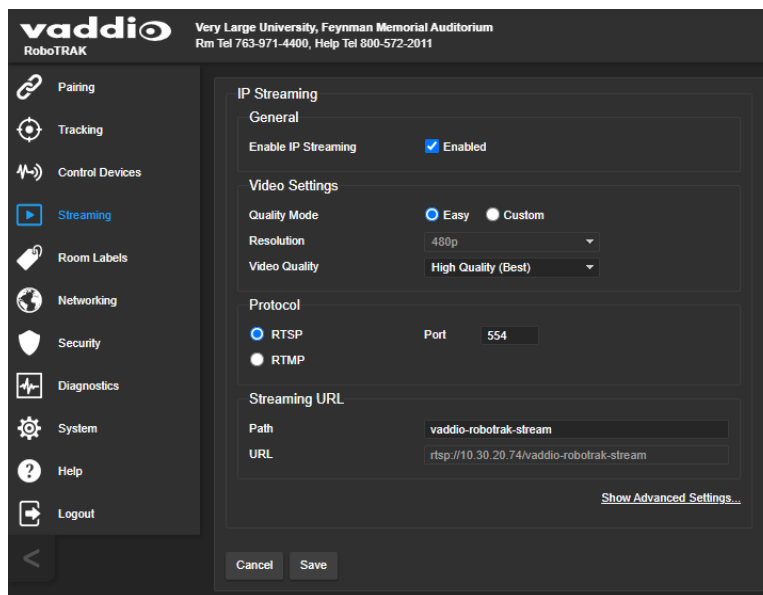 vaddio
RoboTRAK
Very Large University, Feynman Memorial Auditorium
Rm Tel 763-971-4400, Help Tel 800-572-2011
Pairing
Tracking
Control Devices
Streaming
Room Labels
Networking
Security
Diagnostics
System
Help
Logout
<
IP Streaming
General
Enable IP Streaming Enabled
Video Settings
Quality Mode Easy Custom
Resolution 480p
Video Quality High Quality (Best)
Protocol
RTSP Port 554
RTMP
Streaming URL
Path vaddio-robotrak-stream
URL rtsp://10.30.20.74/vaddio-robotrak-stream
Show Advanced Settings...
Cancel Save